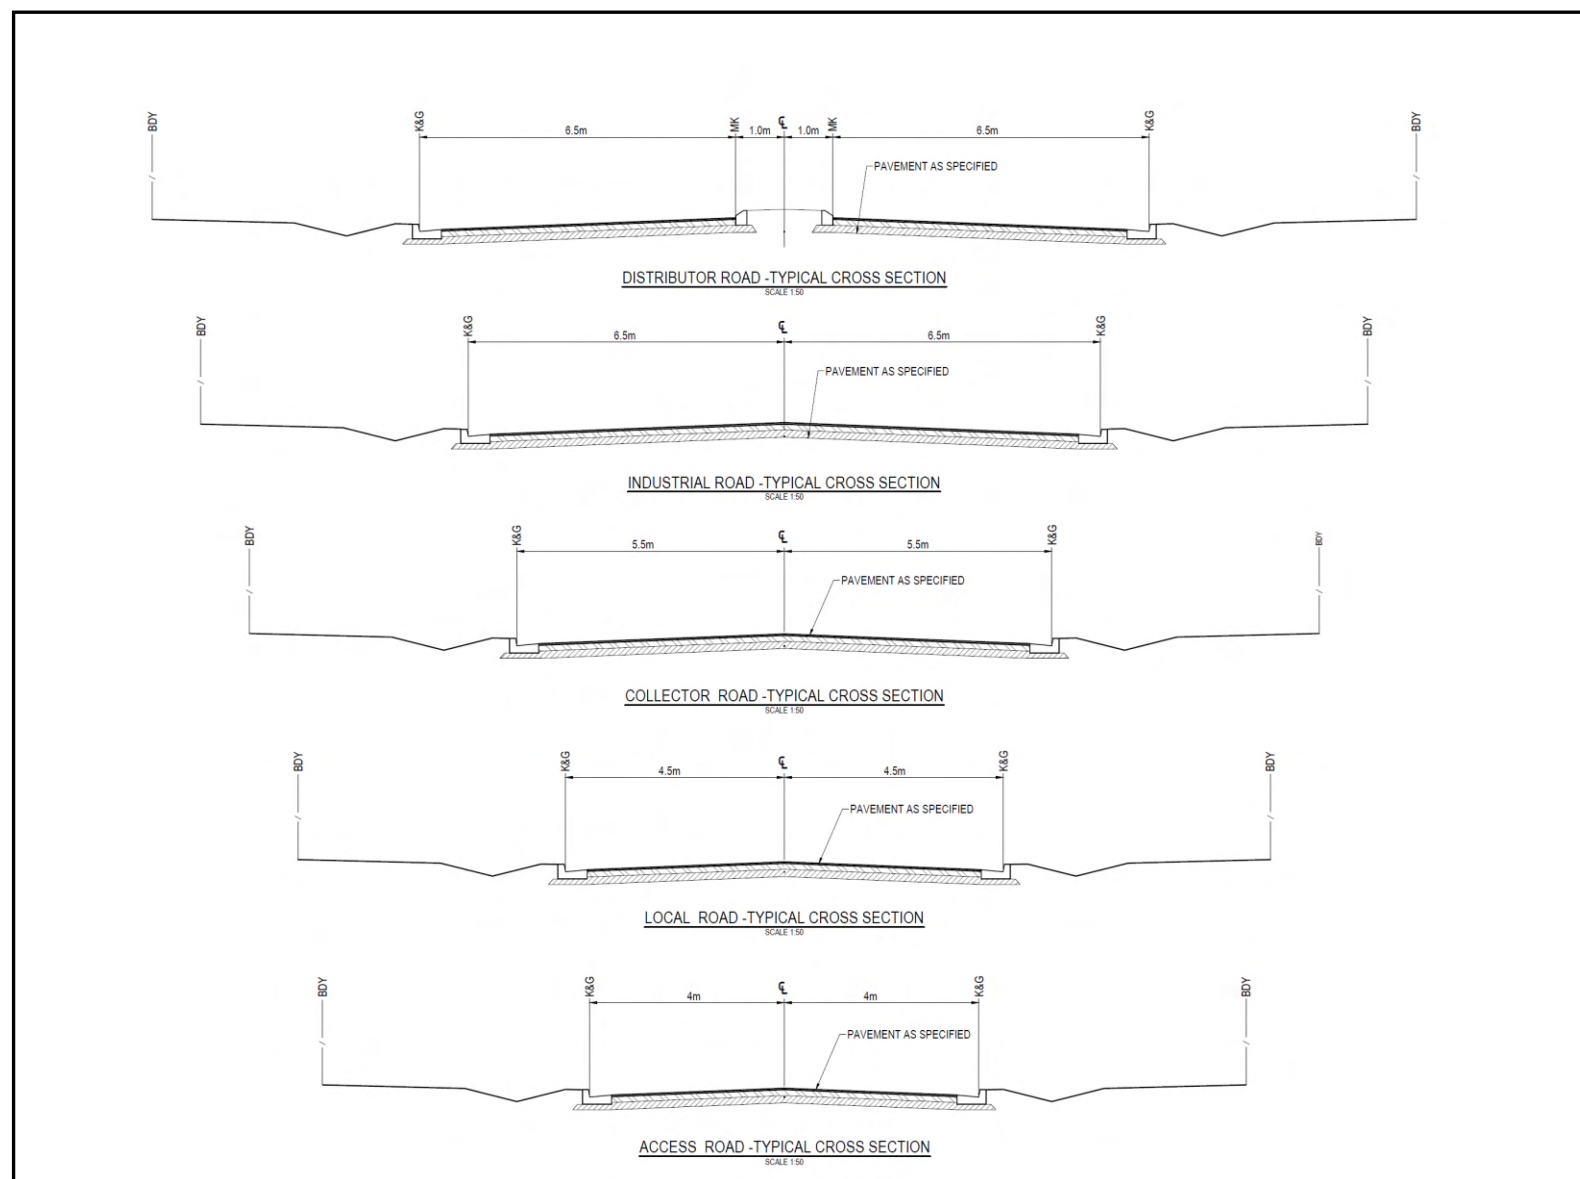 BDY K&G 6.5m MK 1.0m ℄ 1.0m MK 6.5m K&G BDY
PAVEMENT AS SPECIFIED
DISTRIBUTOR ROAD -TYPICAL CROSS SECTION
SCALE 1:50
BDY K&G 6.5m ℄ 6.5m K&G BDY
PAVEMENT AS SPECIFIED
INDUSTRIAL ROAD -TYPICAL CROSS SECTION
SCALE 1:50
BDY K&G 5.5m ℄ 5.5m K&G BDY
PAVEMENT AS SPECIFIED
COLLECTOR ROAD -TYPICAL CROSS SECTION
SCALE 1:50
BDY K&G 4.5m ℄ 4.5m K&G BDY
PAVEMENT AS SPECIFIED
LOCAL ROAD -TYPICAL CROSS SECTION
SCALE 1:50
BDY K&G 4m ℄ 4m K&G BDY
PAVEMENT AS SPECIFIED
ACCESS ROAD -TYPICAL CROSS SECTION
SCALE 1:50